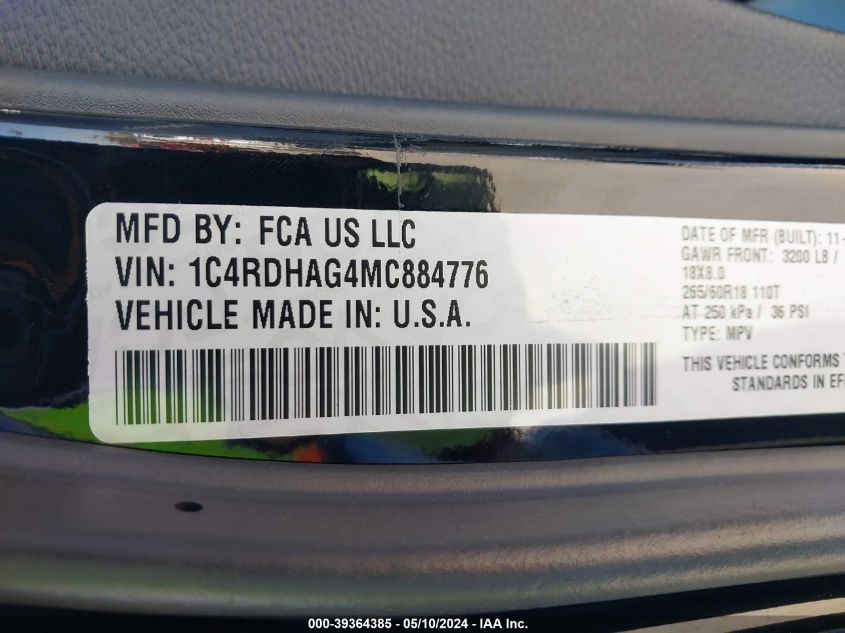 MFD BY: FCA US LLC
VIN: 1C4RDHAG4MC884776
VEHICLE MADE IN: U.S.A.
DATE OF MFR (BUILT): 11-
GAWR FRONT: 3200 LB /
18X8.0
265/60R18 110T
AT 250 kPa / 36 PSI
TYPE: MPV
THIS VEHICLE CONFORMS
STANDARDS IN
000-39364385 - 05/10/2024 - IAA Inc.